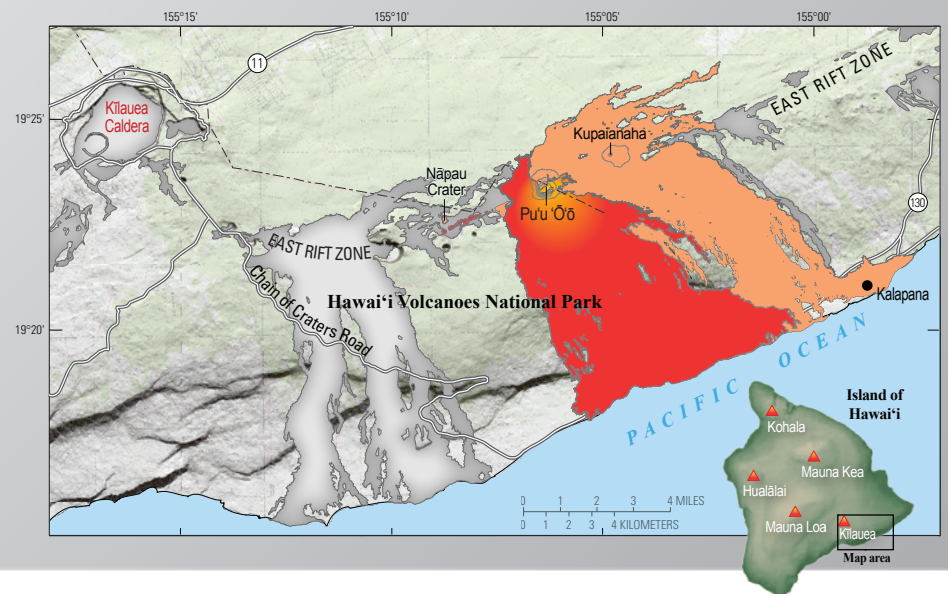 155°15'
155°10'
155°05'
155°00'
11
EAST RIFT ZONE
Kīlauea
Caldera
19°25'
Kupaianaha
Nāpau
Crater
Pu'u 'Ō'ō
130
EAST RIFT ZONE
Chain of Craters Road
Hawai‘i Volcanoes National Park
Kalapana
19°20'
PACIFIC OCEAN
Island of
Hawai‘i
Kohala
Mauna Kea
Hualālai
Mauna Loa
Kīlauea
Map area
0 1 2 3 4 MILES
0 1 2 3 4 KILOMETERS